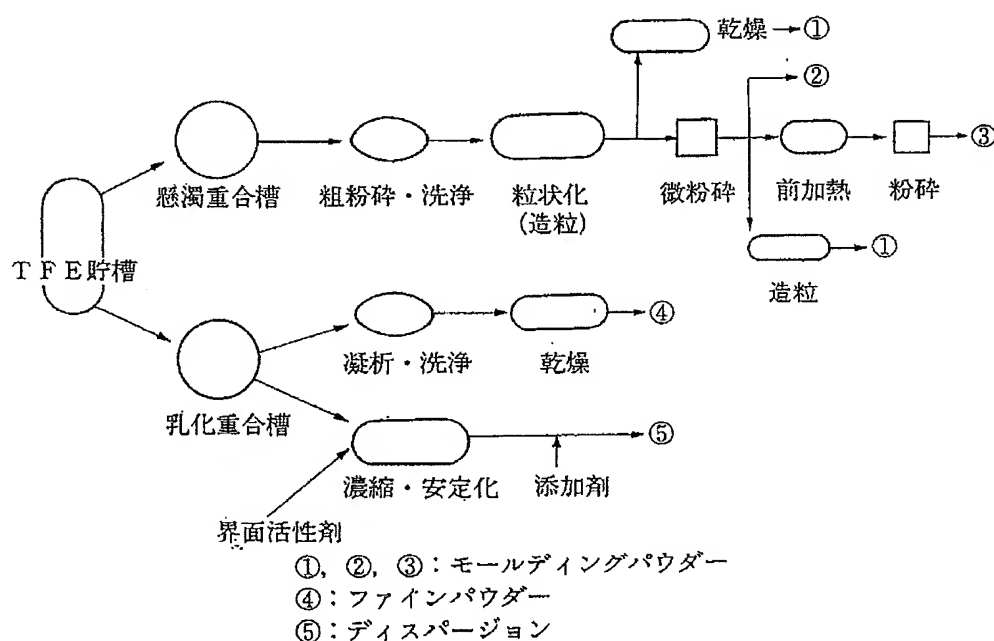 乾燥 ①
②
③
懸濁重合槽
粗粉砕・洗浄
粒状化
(造粒)
微粉砕
前加熱
粉砕
①
造粒
TFE貯槽
④
凝析・洗浄
乾燥
乳化重合槽
⑤
濃縮・安定化
添加剤
界面活性剤
①, ②, ③:モールディングパウダー
④:ファインパウダー
⑤:ディスパージョン